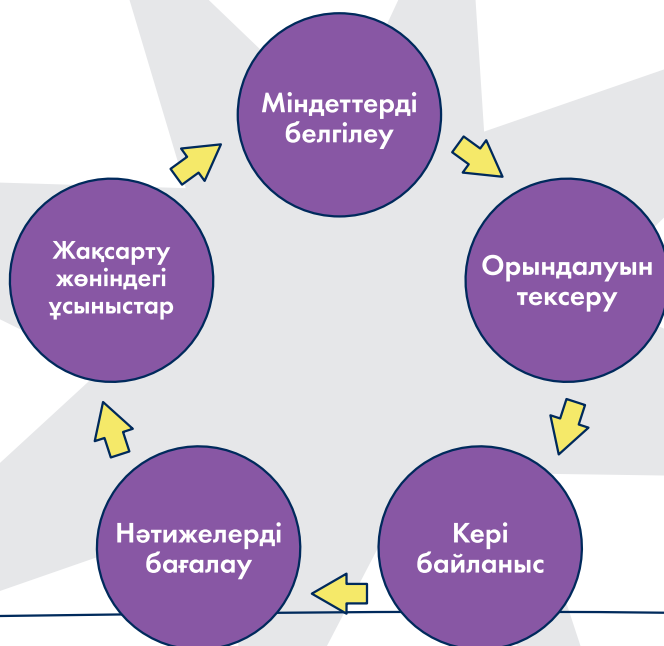 Міндеттерді
белгілеу
Орындалуын
тексеру
Кері
байланыс
Нәтижелерді
бағалау
Жақсарту
жөніндегі
ұсыныстар